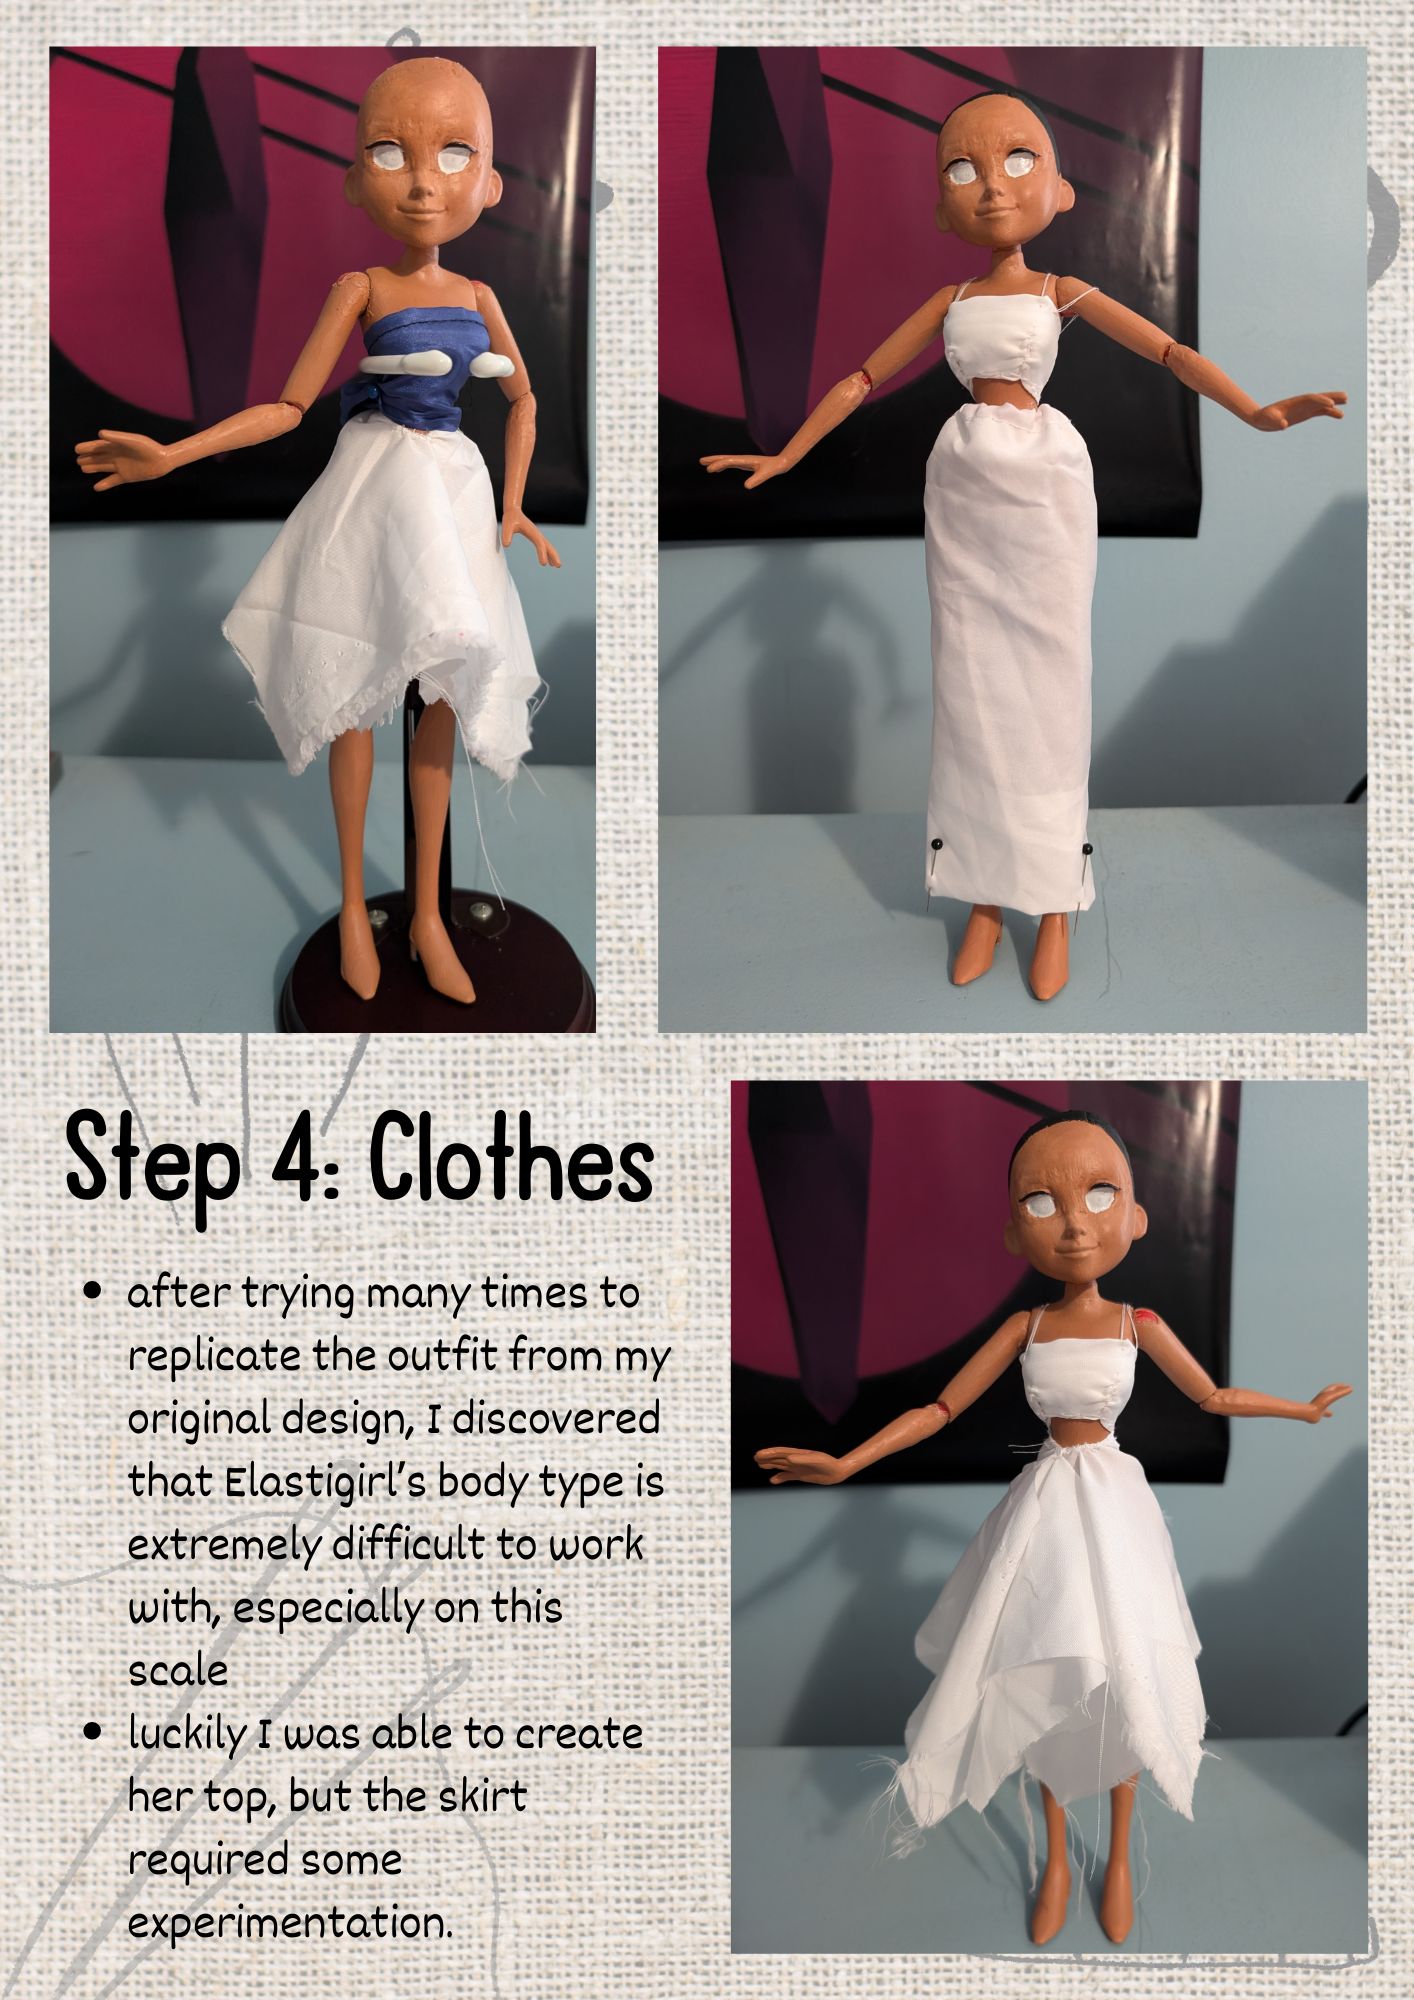 Step 4: Clothes
• after trying many times to
replicate the outfit from my
original design, I discovered
that Elastigirl's body type is
extremely difficult to work
with, especially on this
scale
• luckily I was able to create
her top, but the skirt
required some
experimentation.